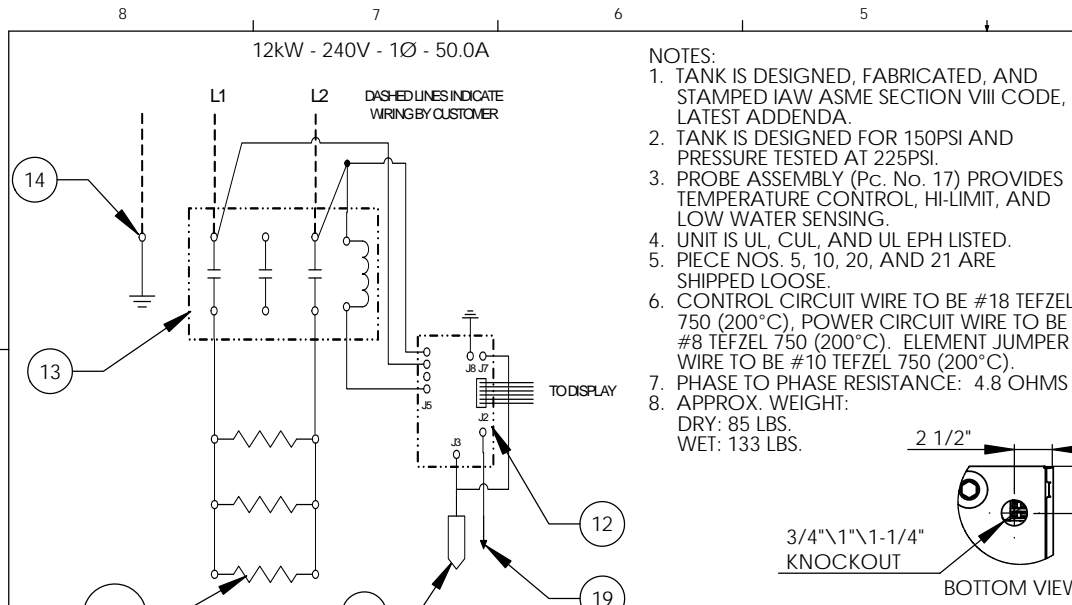 8 7 6 5
12kW - 240V - 1Ø - 50.0A
L1 L2
DASHED LINES INDICATE
WIRING BY CUSTOMER
14
13
J8 J7
J5
TO DISPLAY
J2
J3
12
19
NOTES:
1. TANK IS DESIGNED, FABRICATED, AND
STAMPED IAW ASME SECTION VIII CODE,
LATEST ADDENDA.
2. TANK IS DESIGNED FOR 150PSI AND
PRESSURE TESTED AT 225PSI.
3. PROBE ASSEMBLY (Pc. No. 17) PROVIDES
TEMPERATURE CONTROL, HI-LIMIT, AND
LOW WATER SENSING.
4. UNIT IS UL, CUL, AND UL EPH LISTED.
5. PIECE NOS. 5, 10, 20, AND 21 ARE
SHIPPED LOOSE.
6. CONTROL CIRCUIT WIRE TO BE #18 TEFZEL
750 (200°C), POWER CIRCUIT WIRE TO BE
#8 TEFZEL 750 (200°C). ELEMENT JUMPER
WIRE TO BE #10 TEFZEL 750 (200°C).
7. PHASE TO PHASE RESISTANCE: 4.8 OHMS
8. APPROX. WEIGHT:
DRY: 85 LBS.
WET: 133 LBS.
2 1/2"
3/4"\1"\1-1/4"
KNOCKOUT
BOTTOM VIEW